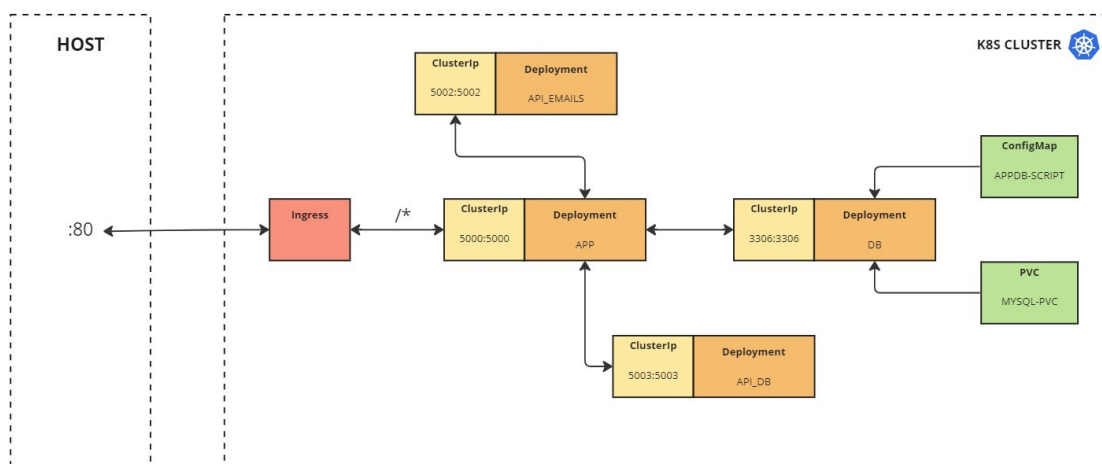 HOST
K8S CLUSTER
ClusterIp
5002:5002
Deployment
API_EMAILS
ConfigMap
APPDB-SCRIPT
:80
Ingress
/*
ClusterIp
5000:5000
Deployment
APP
ClusterIp
3306:3306
Deployment
DB
PVC
MYSQL-PVC
ClusterIp
5003:5003
Deployment
API_DB